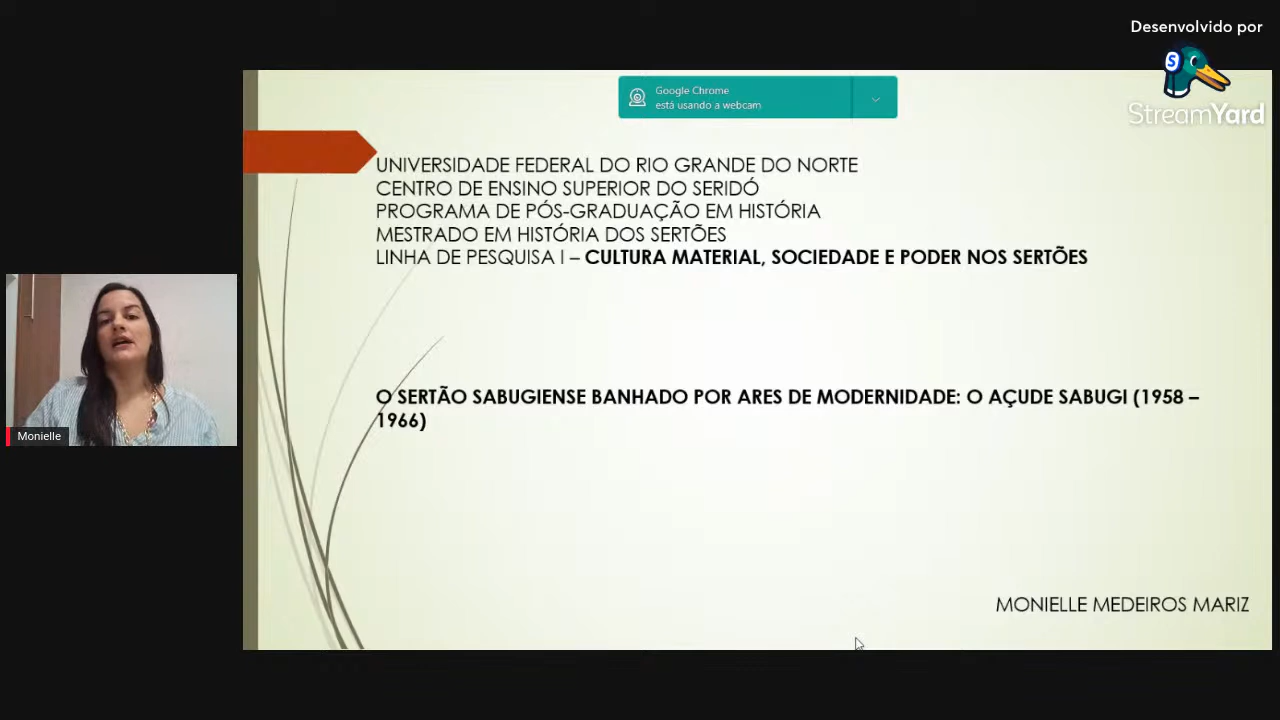 Desenvolvido por
StreamYard
Google Chrome
está usando a webcam
UNIVERSIDADE FEDERAL DO RIO GRANDE DO NORTE
CENTRO DE ENSINO SUPERIOR DO SERIDÓ
PROGRAMA DE PÓS-GRADUAÇÃO EM HISTÓRIA
MESTRADO EM HISTÓRIA DOS SERTÕES
LINHA DE PESQUISA I – CULTURA MATERIAL, SOCIEDADE E PODER NOS SERTÕES
O SERTÃO SABUGIENSE BANHADO POR ARES DE MODERNIDADE: O AÇUDE SABUGI (1958 –
1966)
Monielle
MONIELLE MEDEIROS MARIZ